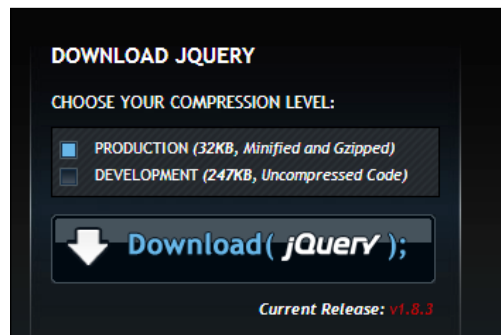 DOWNLOAD JQUERY
CHOOSE YOUR COMPRESSION LEVEL:
PRODUCTION (32KB, Minified and Gzipped)
DEVELOPMENT (247KB, Uncompressed Code)
Download( jQuery );
Current Release: v1.8.3